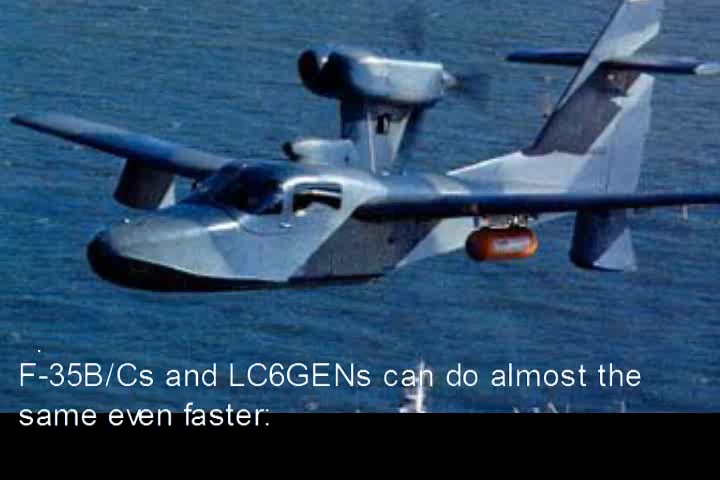 F-35B/Cs and LC6GENs can do almost the
same even faster: